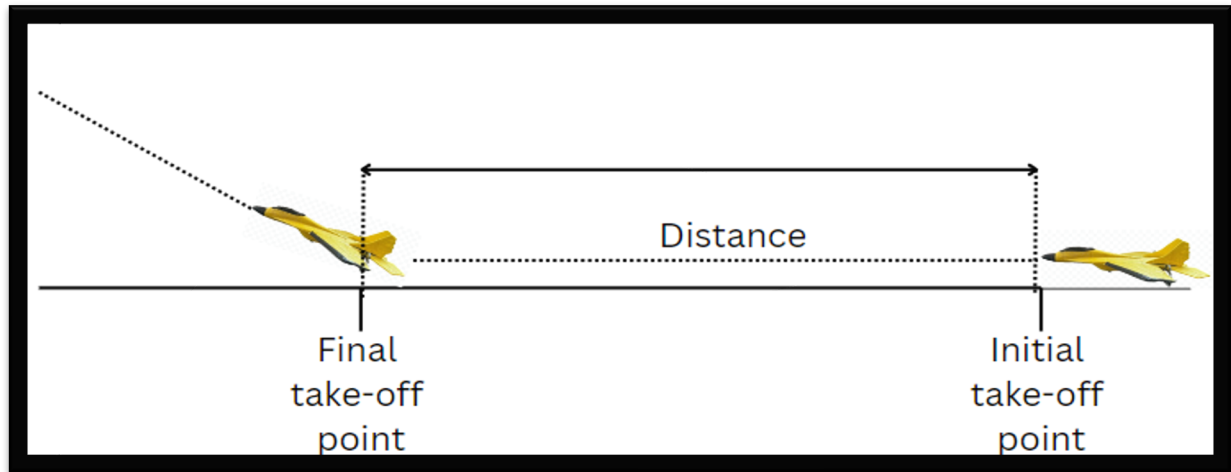 Distance
Final
take-off
point
Initial
take-off
point